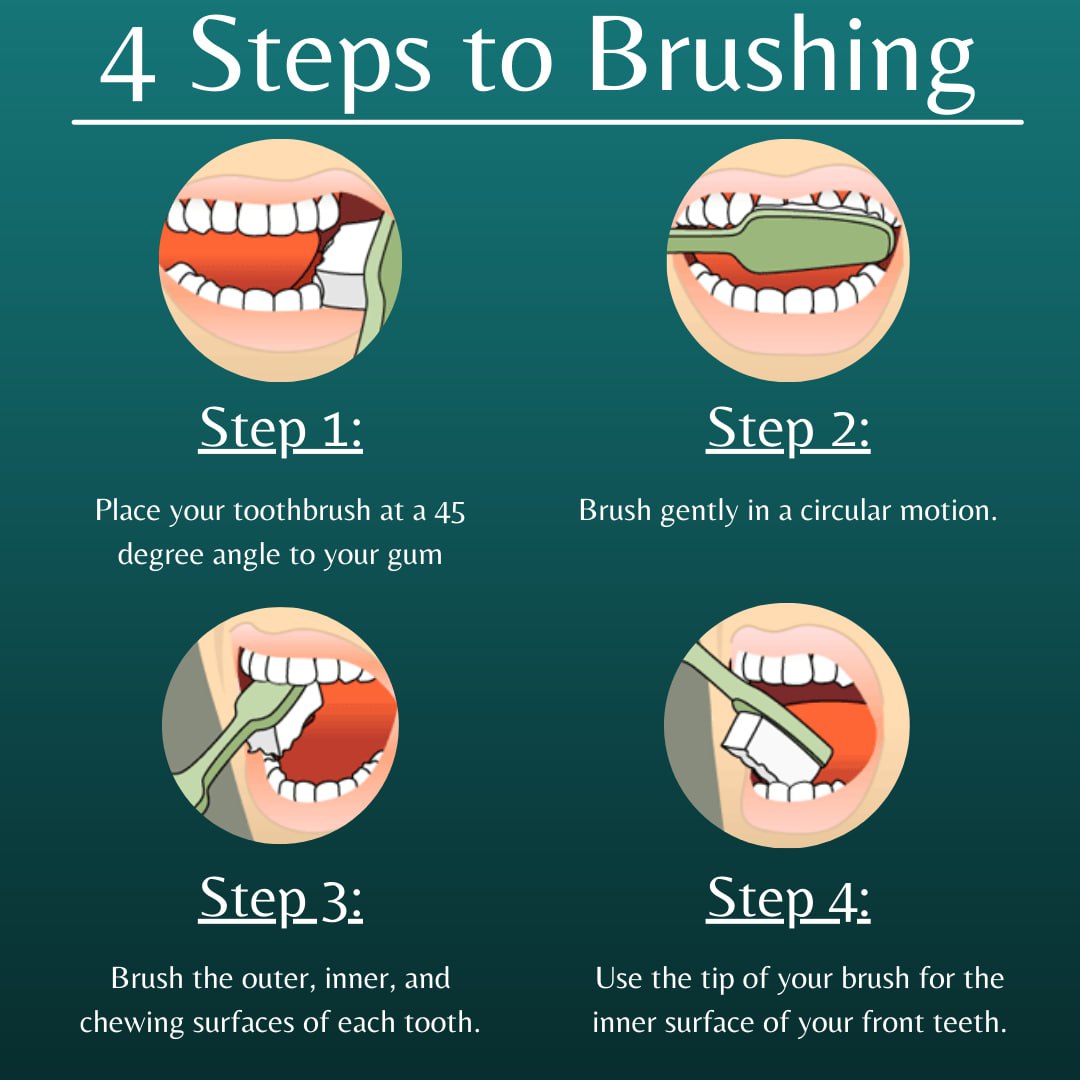 4 Steps to Brushing
Step 1:
Place your toothbrush at a 45
degree angle to your gum
Step 2:
Brush gently in a circular motion.
Step 3:
Brush the outer, inner, and
chewing surfaces of each tooth.
Step 4:
Use the tip of your brush for the
inner surface of your front teeth.